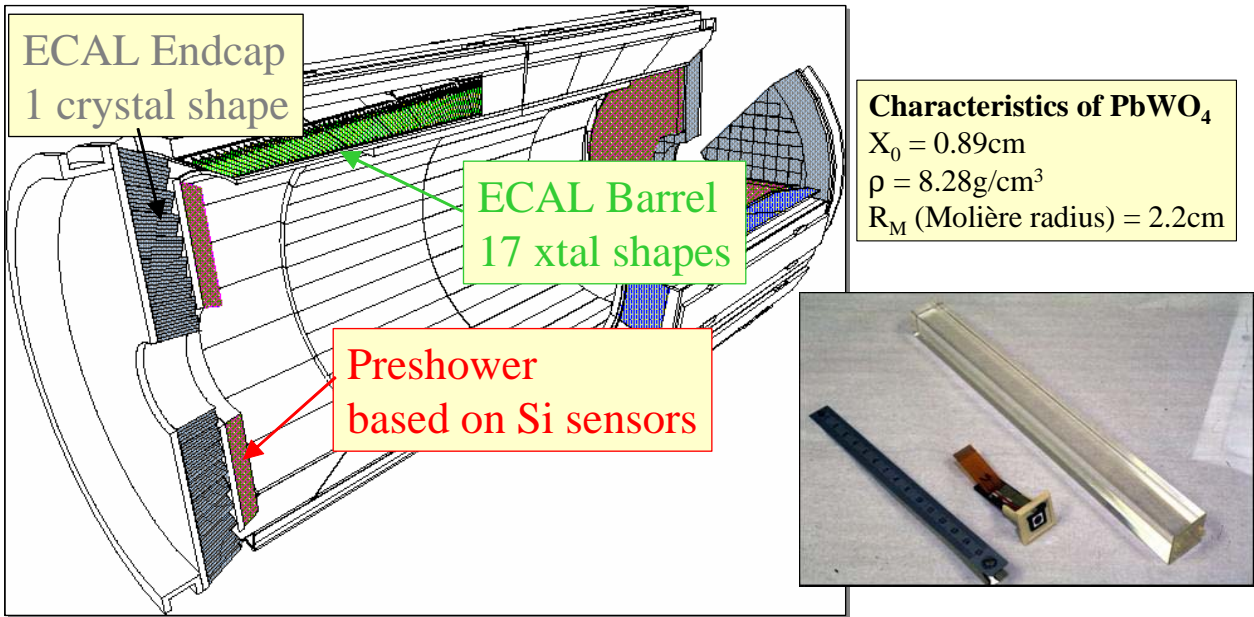 ECAL Endcap
1 crystal shape
ECAL Barrel
17 xtal shapes
Preshower
based on Si sensors
Characteristics of PbWO₄
X₀ = 0.89cm
ρ = 8.28g/cm³
R_M (Molière radius) = 2.2cm